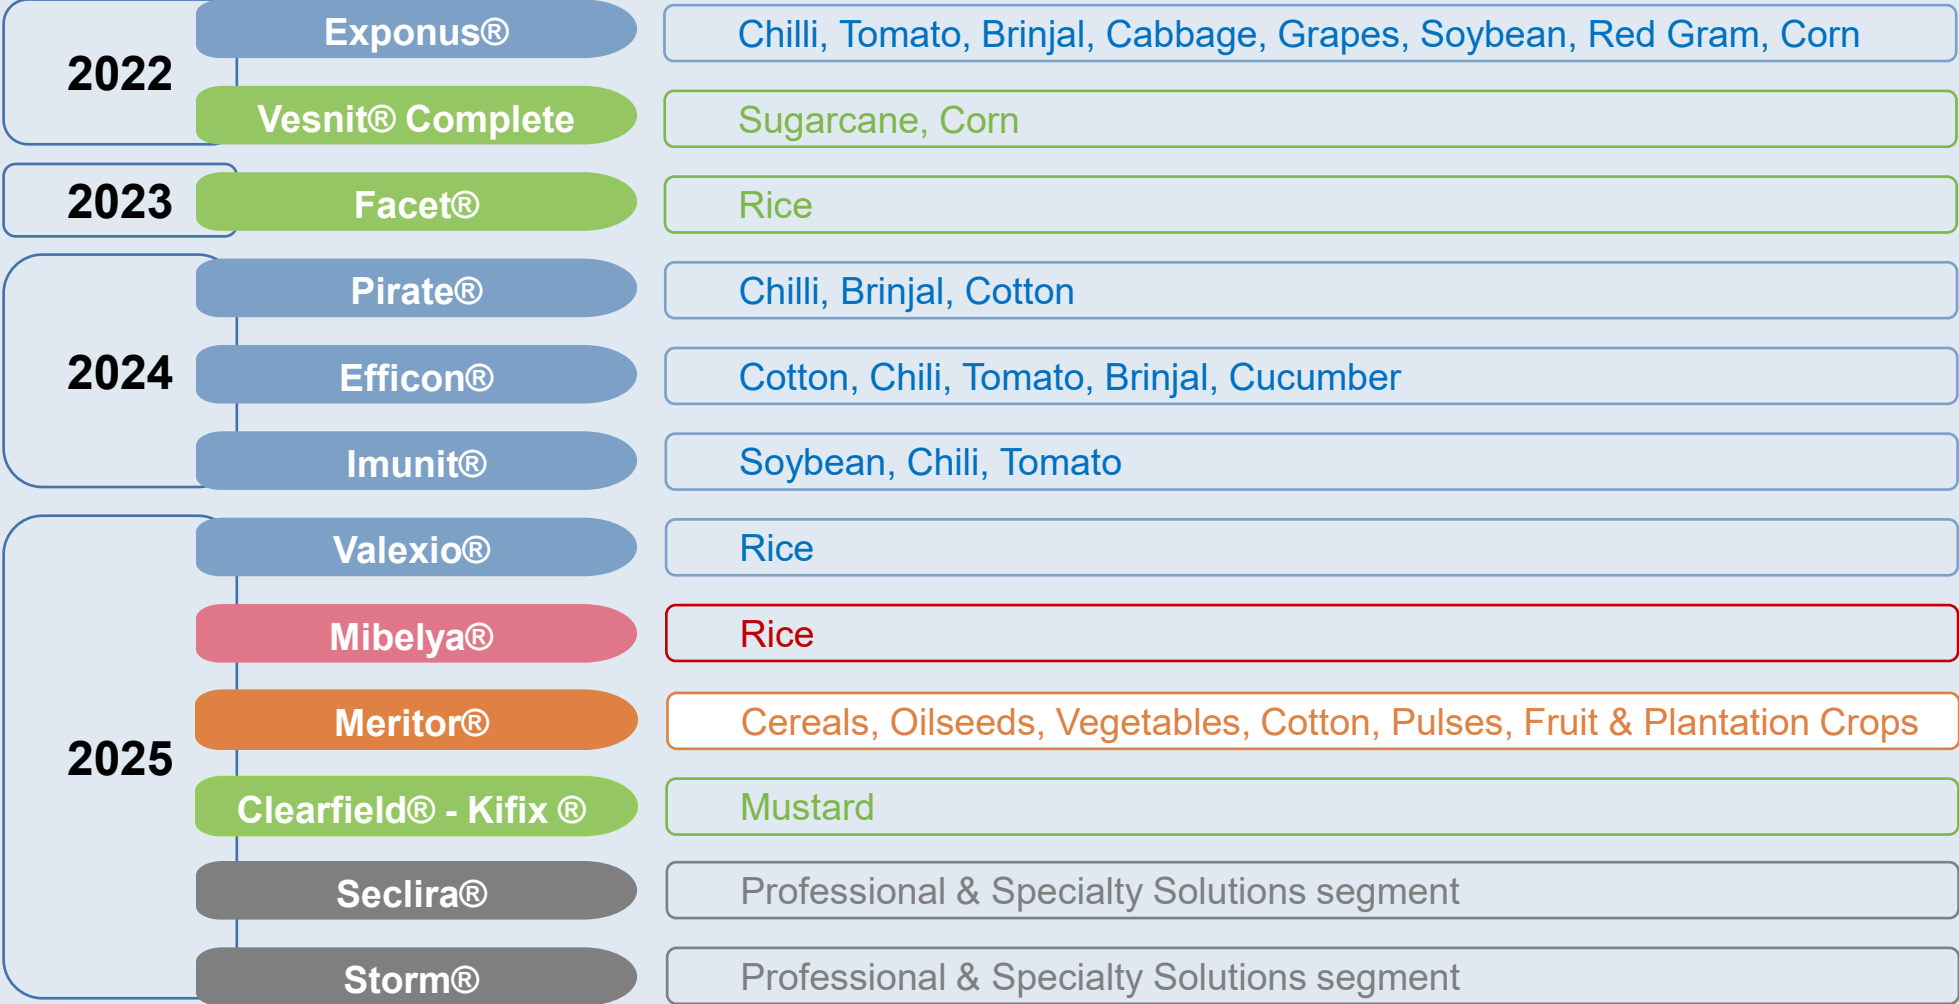 2022
Exponus®
Chilli, Tomato, Brinjal, Cabbage, Grapes, Soybean, Red Gram, Corn
Vesnit® Complete
Sugarcane, Corn
2023
Facet®
Rice
2024
Pirate®
Chilli, Brinjal, Cotton
Efficon®
Cotton, Chili, Tomato, Brinjal, Cucumber
Imunit®
Soybean, Chili, Tomato
2025
Valexio®
Rice
Mibelya®
Rice
Meritor®
Cereals, Oilseeds, Vegetables, Cotton, Pulses, Fruit & Plantation Crops
Clearfield® - Kifix ®
Mustard
Seclira®
Professional & Specialty Solutions segment
Storm®
Professional & Specialty Solutions segment